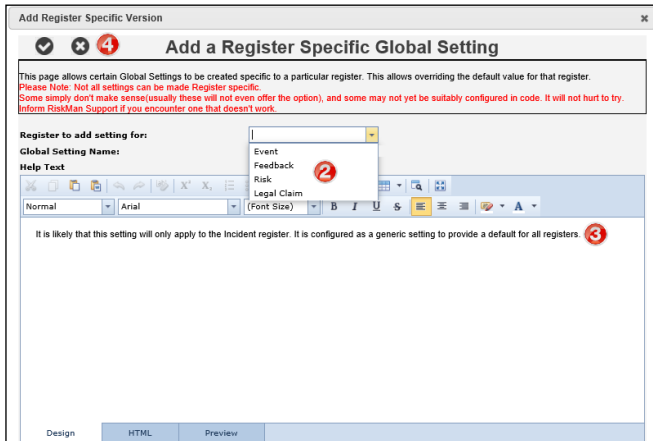 Add Register Specific Version
4 Add a Register Specific Global Setting
This page allows certain Global Settings to be created specific to a particular register. This allows overriding the default value for that register.
Please Note: Not all settings can be made Register specific.
Some simply don't make sense(usually these will not even offer the option), and some may not yet be suitably configured in code. It will not hurt to try.
Inform RiskMan Support if you encounter one that doesn't work.
Register to add setting for:
Global Setting Name:
Help Text
Event
Feedback
Risk
Legal Claim
2
Normal Arial (Font Size) B I U S A
It is likely that this setting will only apply to the Incident register. It is configured as a generic setting to provide a default for all registers. 3
Design HTML Preview